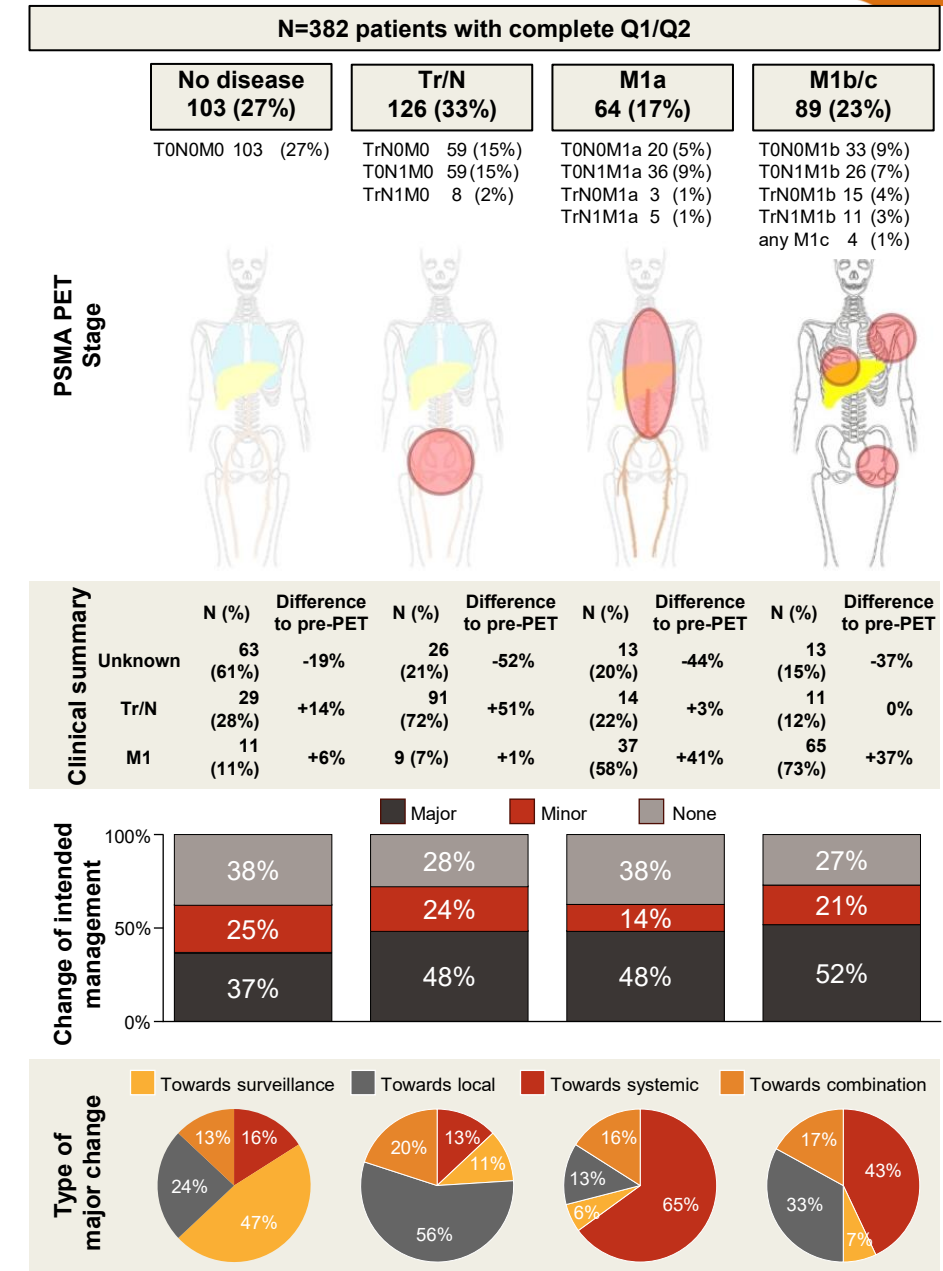 N=382 patients with complete Q1/Q2
No disease
103 (27%)
Tr/N
126 (33%)
M1a
64 (17%)
M1b/c
89 (23%)
T0N0M0 103 (27%)
TrN0M0 59 (15%)
T0N1M0 59 (15%)
TrN1M0 8 (2%)
T0N0M1a 20 (5%)
T0N1M1a 36 (9%)
TrN0M1a 3 (1%)
TrN1M1a 5 (1%)
T0N0M1b 33 (9%)
T0N1M1b 26 (7%)
TrN0M1b 15 (4%)
TrN1M1b 11 (3%)
any M1c 4 (1%)
PSMA PET
Stage
Clinical summary
N (%) Difference to pre-PET N (%) Difference to pre-PET N (%) Difference to pre-PET N (%) Difference to pre-PET
Unknown 63 (61%) -19% 26 (21%) -52% 13 (20%) -44% 13 (15%) -37%
Tr/N 29 (28%) +14% 91 (72%) +51% 14 (22%) +3% 11 (12%) 0%
M1 11 (11%) +6% 9 (7%) +1% 37 (58%) +41% 65 (73%) +37%
Change of intended
management
Major Minor None
100%
50%
0%
38% 28% 38% 27%
25% 24% 14% 21%
37% 48% 48% 52%
Type of
major change
Towards surveillance Towards local Towards systemic Towards combination
13% 16% 24% 47%
20% 13% 11% 56%
16% 13% 6% 65%
17% 43% 33% 7%